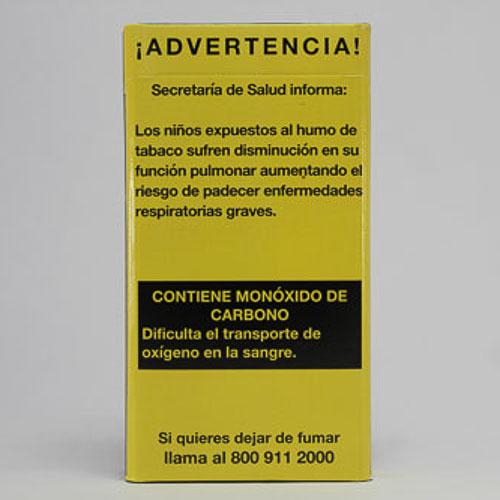 ¡ADVERTENCIA!
Secretaría de Salud informa:
Los niños expuestos al humo de
tabaco sufren disminución en su
función pulmonar aumentando el
riesgo de padecer enfermedades
respiratorias graves.
CONTIENE MONÓXIDO DE
CARBONO
Dificulta el transporte de
oxígeno en la sangre.
Si quieres dejar de fumar
llama al 800 911 2000